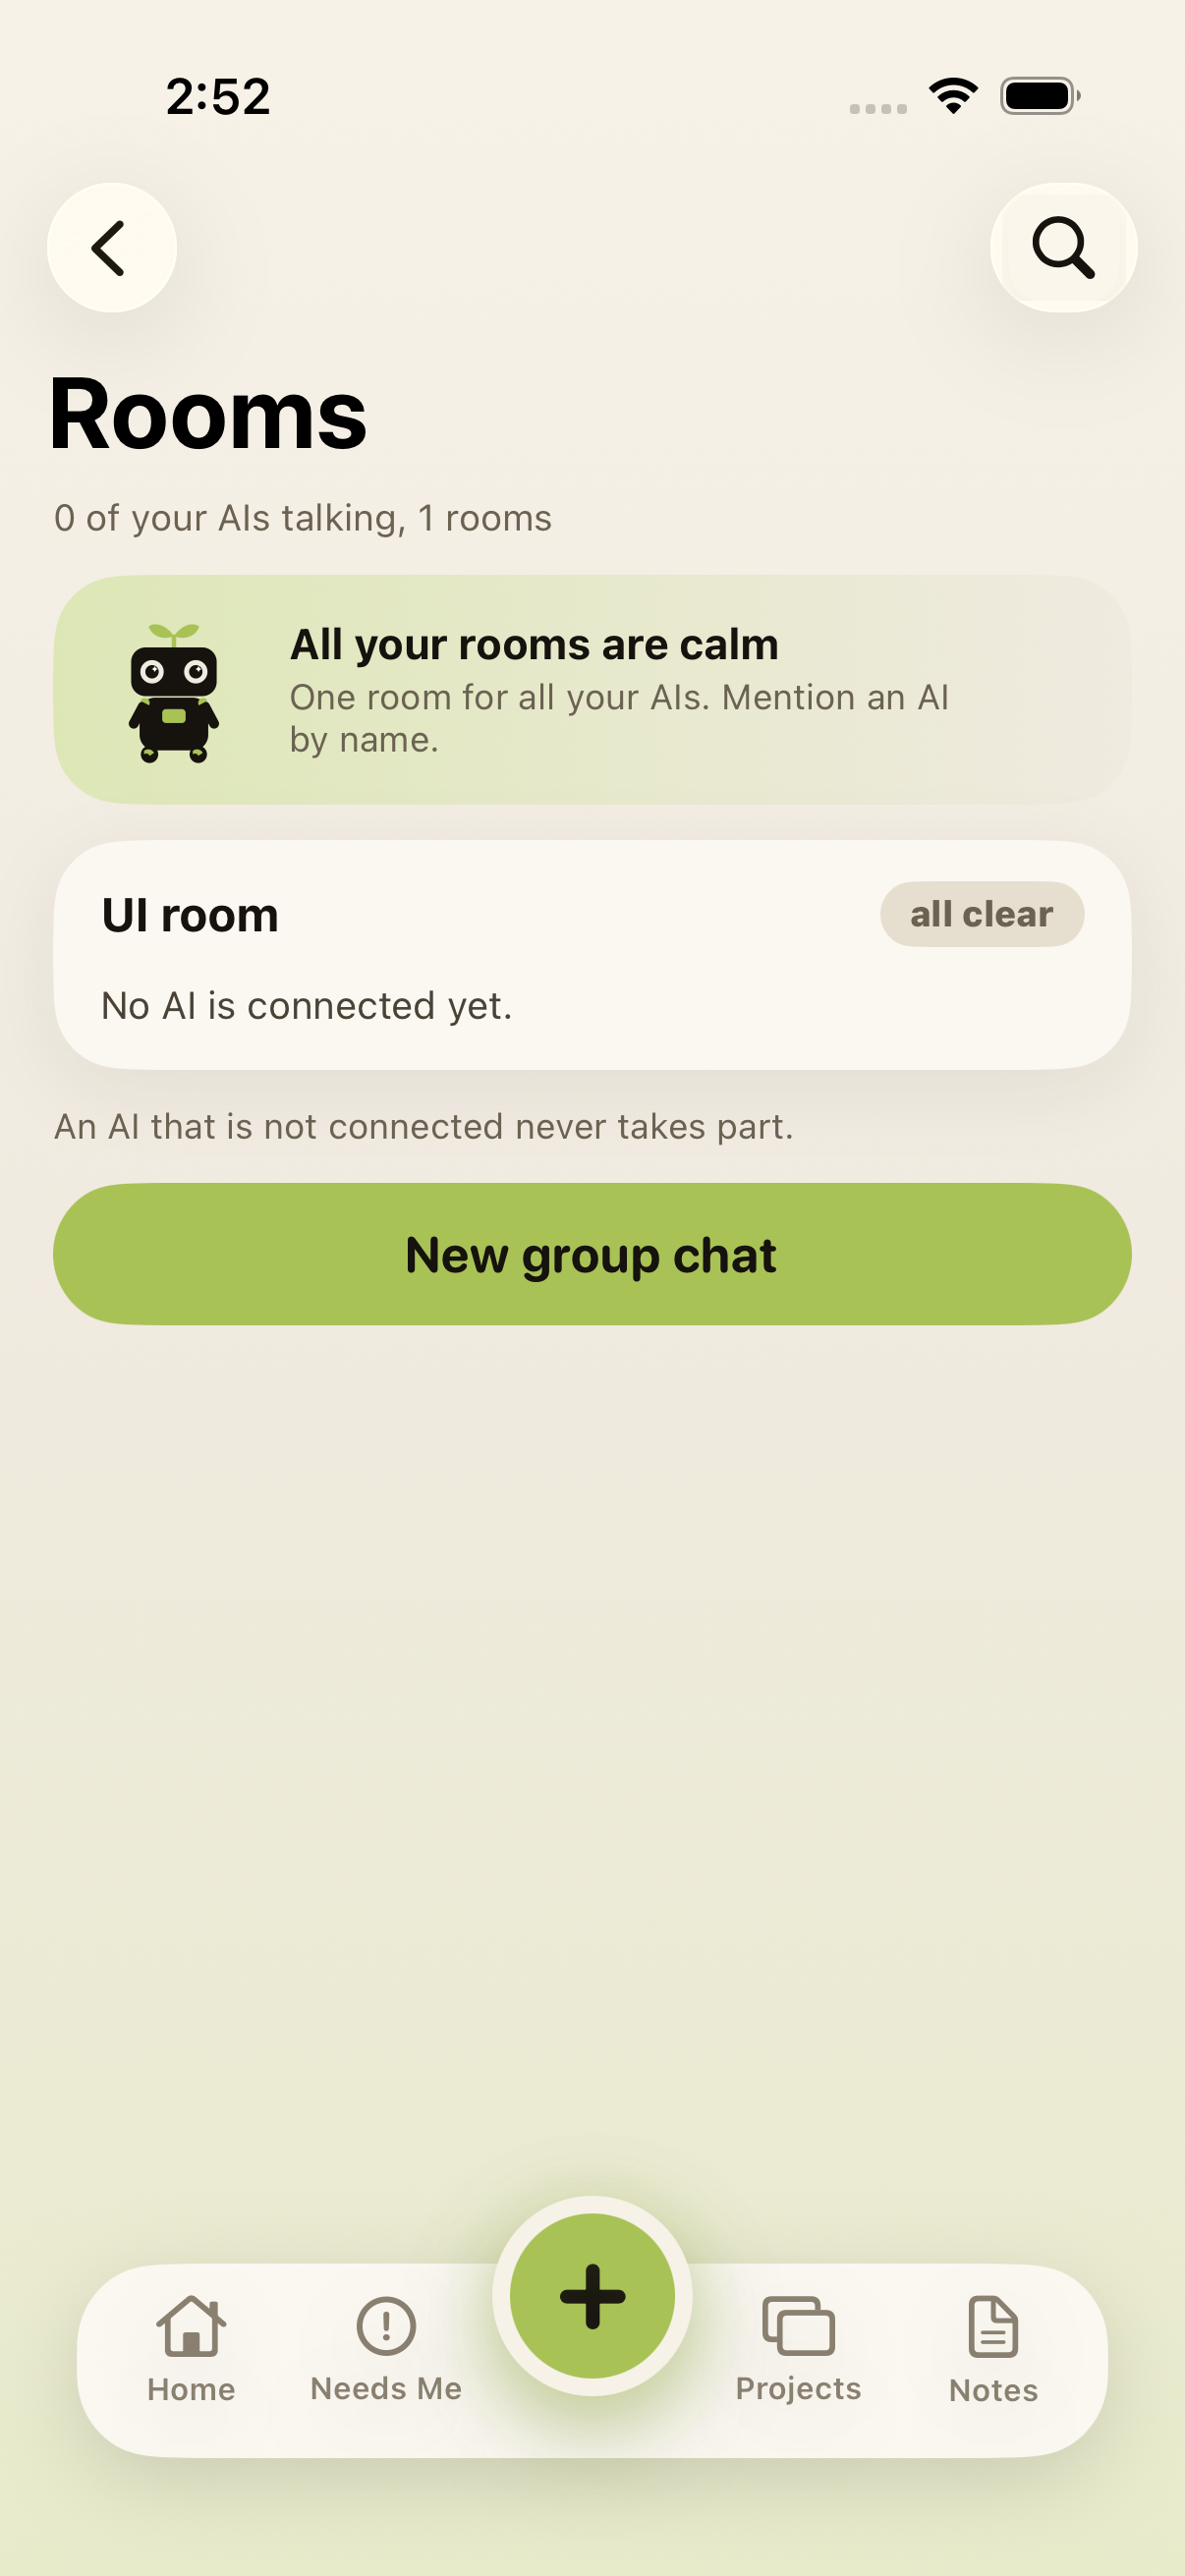 2:52
Rooms
0 of your AIs talking, 1 rooms
All your rooms are calm
One room for all your AIs. Mention an AI
by name.
UI room
all clear
No AI is connected yet.
An AI that is not connected never takes part.
New group chat
Home
Needs Me
Projects
Notes